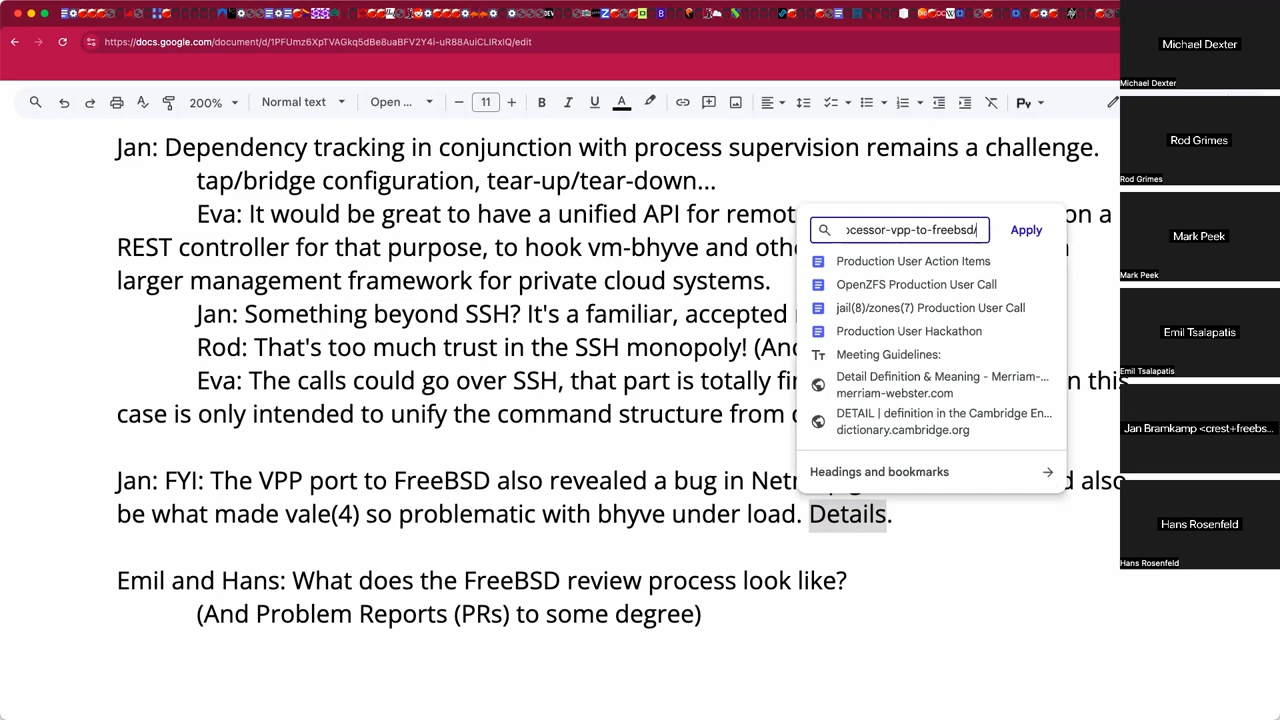 https://docs.google.com/document/d/1PFUmz6XpTVAGkq5dBe8uaBFV2Y4i-uR88AuiCLIRxIQ/edit
200%
Normal text
Open ...
11
Jan: Dependency tracking in conjunction with process supervision remains a challenge.
tap/bridge configuration, tear-up/tear-down...
Eva: It would be great to have a unified API for remot
on a
REST controller for that purpose, to hook vm-bhyve and othe
larger management framework for private cloud systems.
Jan: Something beyond SSH? It's a familiar, accepted
Rod: That's too much trust in the SSH monopoly! (Ano
Eva: The calls could go over SSH, that part is totally fi
n this
case is only intended to unify the command structure from
Jan: FYI: The VPP port to FreeBSD also revealed a bug in Netm
d also
be what made vale(4) so problematic with bhyve under load. Details.
Emil and Hans: What does the FreeBSD review process look like?
(And Problem Reports (PRs) to some degree)
ocessor-vpp-to-freebsd/
Apply
Production User Action Items
OpenZFS Production User Call
jail(8)/zones(7) Production User Call
Production User Hackathon
Meeting Guidelines:
Detail Definition & Meaning - Merriam-...
merriam-webster.com
DETAIL | definition in the Cambridge En...
dictionary.cambridge.org
Headings and bookmarks
Michael Dexter
Michael Dexter
Rod Grimes
Rod Grimes
Mark Peek
Mark Peek
Emil Tsalapatis
Emil Tsalapatis
Jan Bramkamp <crest+freebs...
Hans Rosenfeld
Hans Rosenfeld